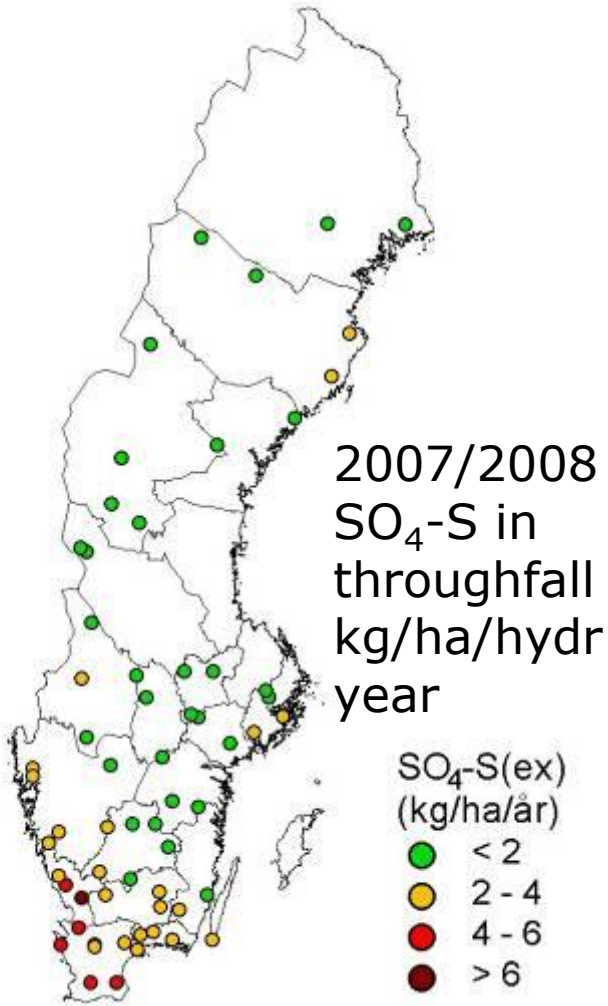 2007/2008
SO₄-S in
throughfall
kg/ha/hydr
year
SO₄-S(ex)
(kg/ha/år)
< 2
2 - 4
4 - 6
> 6